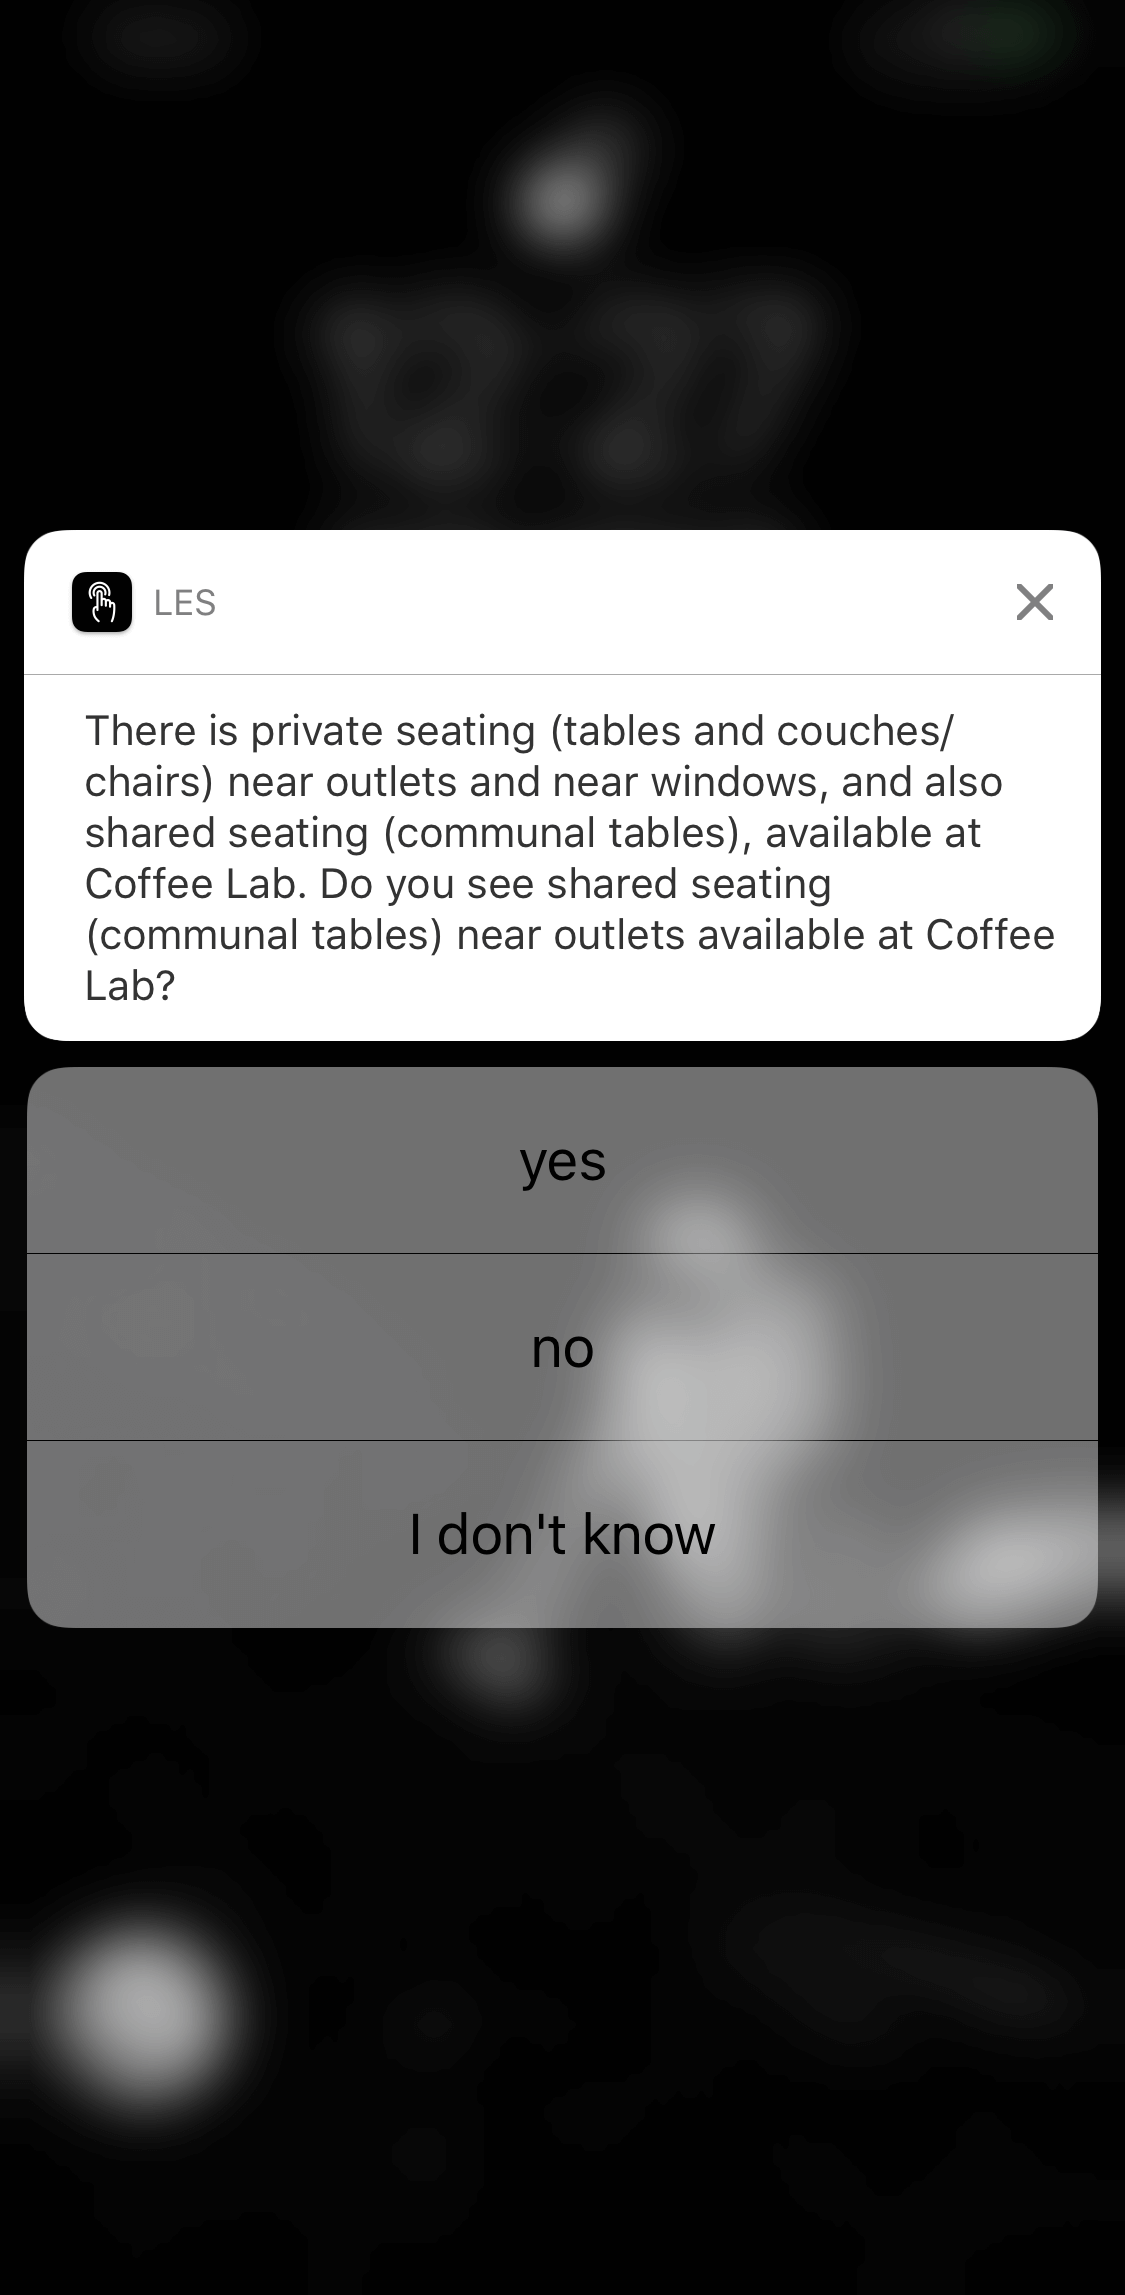 LES
There is private seating (tables and couches/
chairs) near outlets and near windows, and also
shared seating (communal tables), available at
Coffee Lab. Do you see shared seating
(communal tables) near outlets available at Coffee
Lab?
yes
no
I don't know